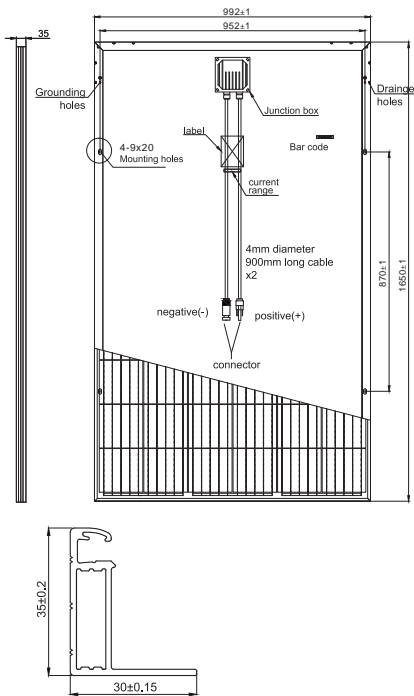 992±1
35
952±1
Grounding
holes
Drainge
holes
Junction box
label
4-9x20
Mounting holes
Bar code
current
range
4mm diameter
900mm long cable
x2
870±1
1650±1
negative(-)
positive(+)
connector
35±0.2
30±0.15